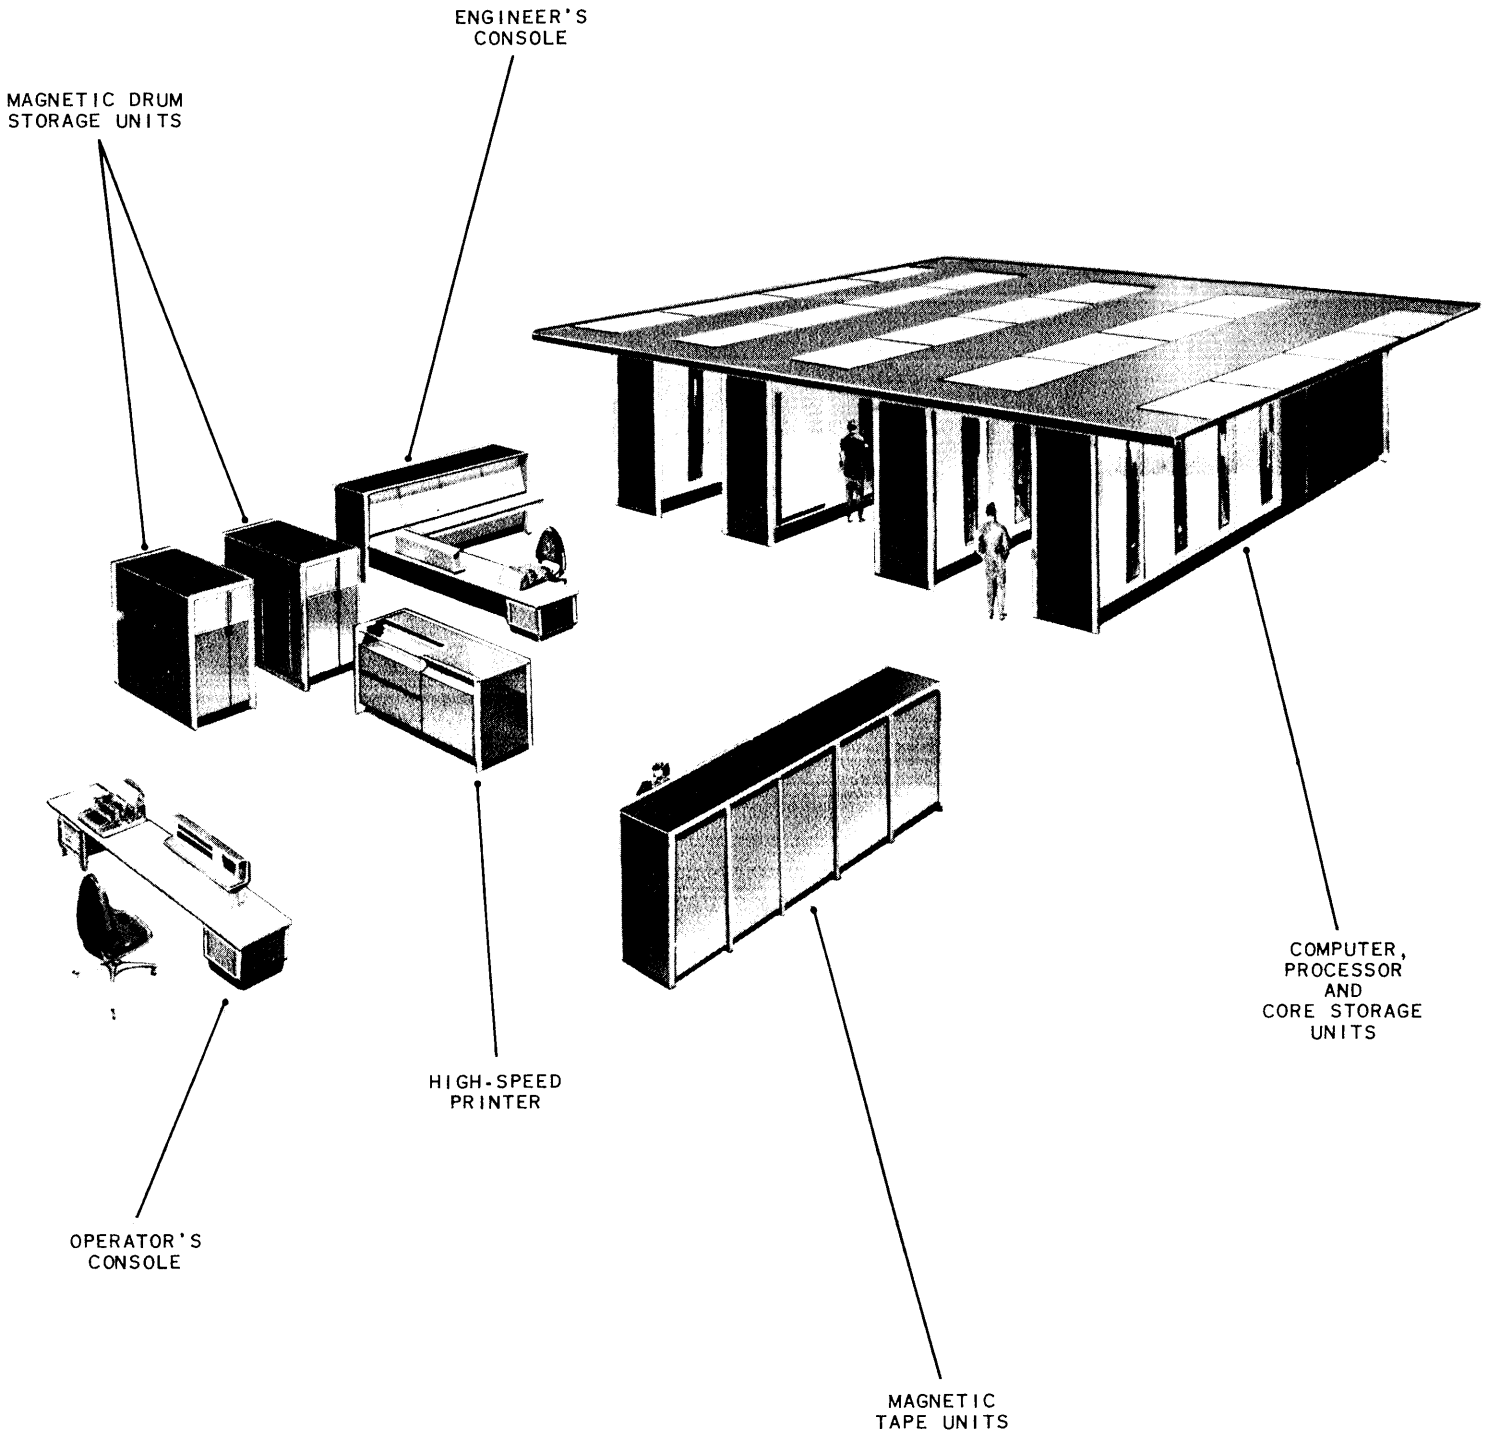 ENGINEER'S
CONSOLE
MAGNETIC DRUM
STORAGE UNITS
COMPUTER,
PROCESSOR
AND
CORE STORAGE
UNITS
HIGH-SPEED
PRINTER
OPERATOR'S
CONSOLE
MAGNETIC
TAPE UNITS